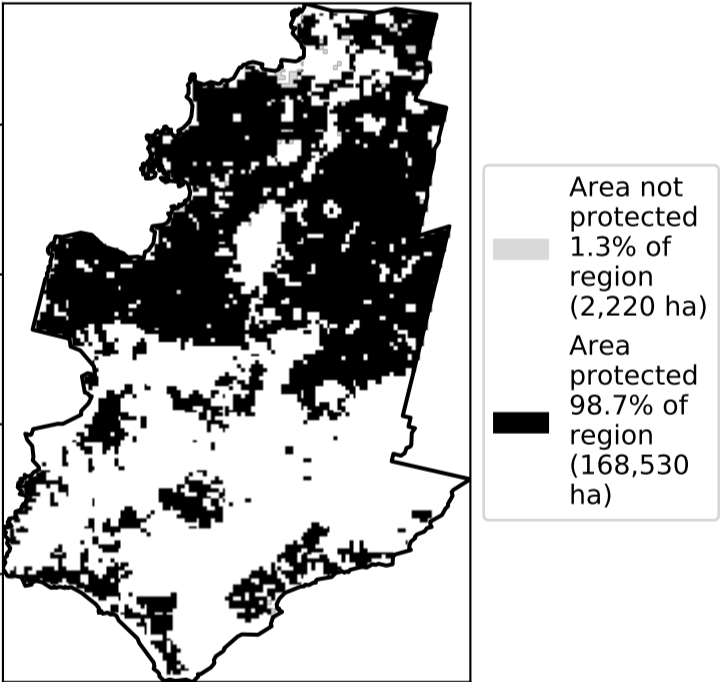 Area not
protected
1.3% of
region
(2,220 ha)
Area
protected
98.7% of
region
(168,530
ha)